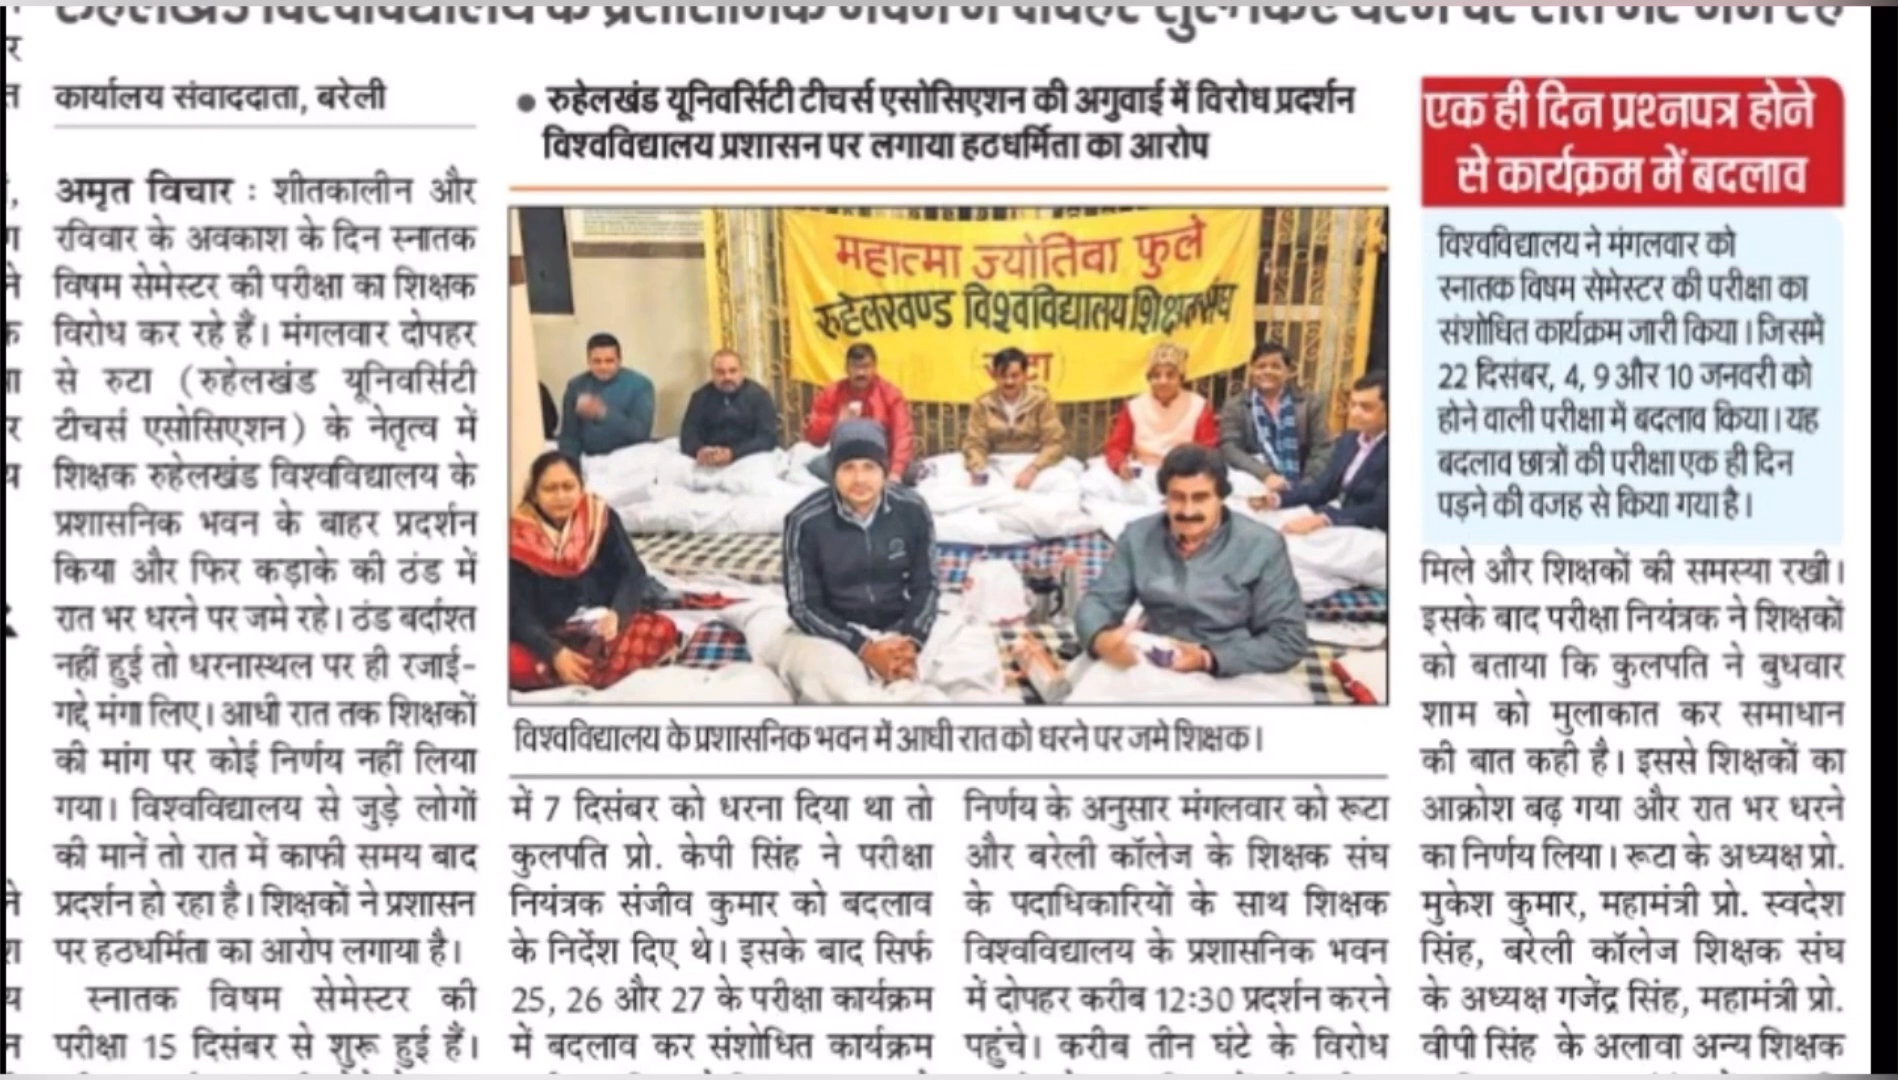 कार्यालय संवाददाता, बरेली
अमृत विचार : शीतकालीन और
रविवार के अवकाश के दिन स्नातक
विषम सेमेस्टर की परीक्षा का शिक्षक
विरोध कर रहे हैं। मंगलवार दोपहर
से रुटा (रुहेलखंड यूनिवर्सिटी
टीचर्स एसोसिएशन) के नेतृत्व में
शिक्षक रुहेलखंड विश्वविद्यालय के
प्रशासनिक भवन के बाहर प्रदर्शन
किया और फिर कड़ाके की ठंड में
रात भर धरने पर जमे रहे। ठंड बर्दाश्त
नहीं हुई तो धरनास्थल पर ही रजाई-
गद्दे मंगा लिए। आधी रात तक शिक्षकों
की मांग पर कोई निर्णय नहीं लिया
गया। विश्वविद्यालय से जुड़े लोगों
की मानें तो रात में काफी समय बाद
प्रदर्शन हो रहा है। शिक्षकों ने प्रशासन
पर हठधर्मिता का आरोप लगाया है।
स्नातक विषम सेमेस्टर की
परीक्षा 15 दिसंबर से शुरू हुई हैं।
● रुहेलखंड यूनिवर्सिटी टीचर्स एसोसिएशन की अगुवाई में विरोध प्रदर्शन
विश्वविद्यालय प्रशासन पर लगाया हठधर्मिता का आरोप
महात्मा ज्योतिबा फुले
रुहेलखण्ड विश्वविद्यालय शिक्षक संघ
विश्वविद्यालय के प्रशासनिक भवन में आधी रात को धरने पर जमे शिक्षक।
में 7 दिसंबर को धरना दिया था तो
कुलपति प्रो. केपी सिंह ने परीक्षा
नियंत्रक संजीव कुमार को बदलाव
के निर्देश दिए थे। इसके बाद सिर्फ
25, 26 और 27 के परीक्षा कार्यक्रम
में बदलाव कर संशोधित कार्यक्रम
निर्णय के अनुसार मंगलवार को रूटा
और बरेली कॉलेज के शिक्षक संघ
के पदाधिकारियों के साथ शिक्षक
विश्वविद्यालय के प्रशासनिक भवन
में दोपहर करीब 12:30 प्रदर्शन करने
पहुंचे। करीब तीन घंटे के विरोध
एक ही दिन प्रश्नपत्र होने
से कार्यक्रम में बदलाव
विश्वविद्यालय ने मंगलवार को
स्नातक विषम सेमेस्टर की परीक्षा का
संशोधित कार्यक्रम जारी किया। जिसमें
22 दिसंबर, 4, 9 और 10 जनवरी को
होने वाली परीक्षा में बदलाव किया। यह
बदलाव छात्रों की परीक्षा एक ही दिन
पड़ने की वजह से किया गया है।
मिले और शिक्षकों की समस्या रखी।
इसके बाद परीक्षा नियंत्रक ने शिक्षकों
को बताया कि कुलपति ने बुधवार
शाम को मुलाकात कर समाधान
की बात कही है। इससे शिक्षकों का
आक्रोश बढ़ गया और रात भर धरने
का निर्णय लिया। रूटा के अध्यक्ष प्रो.
मुकेश कुमार, महामंत्री प्रो. स्वदेश
सिंह, बरेली कॉलेज शिक्षक संघ
के अध्यक्ष गजेंद्र सिंह, महामंत्री प्रो.
वीपी सिंह के अलावा अन्य शिक्षक